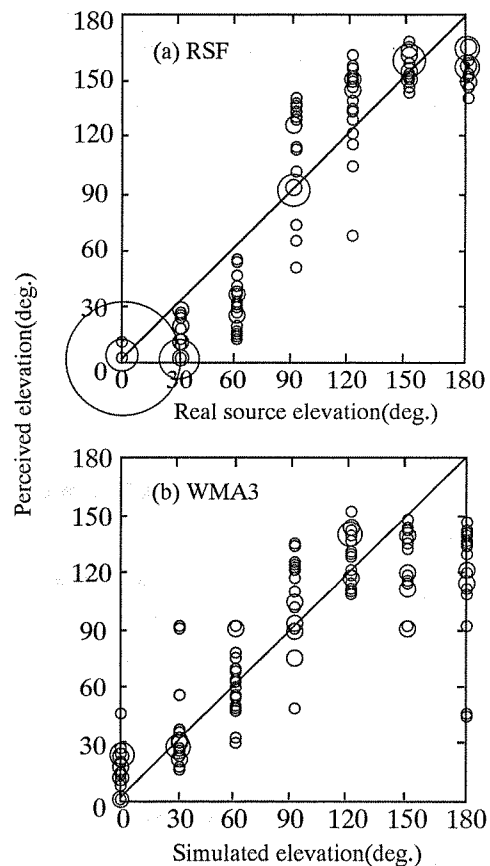 180
(a) RSF
150
120
90
30
0
0 30 60 90 120 150 180
Real source elevation(deg.)
Perceived elevation(deg.)
180
(b) WMA3
150
120
90
60
30
0
0 30 60 90 120 150 180
Simulated elevation(deg.)